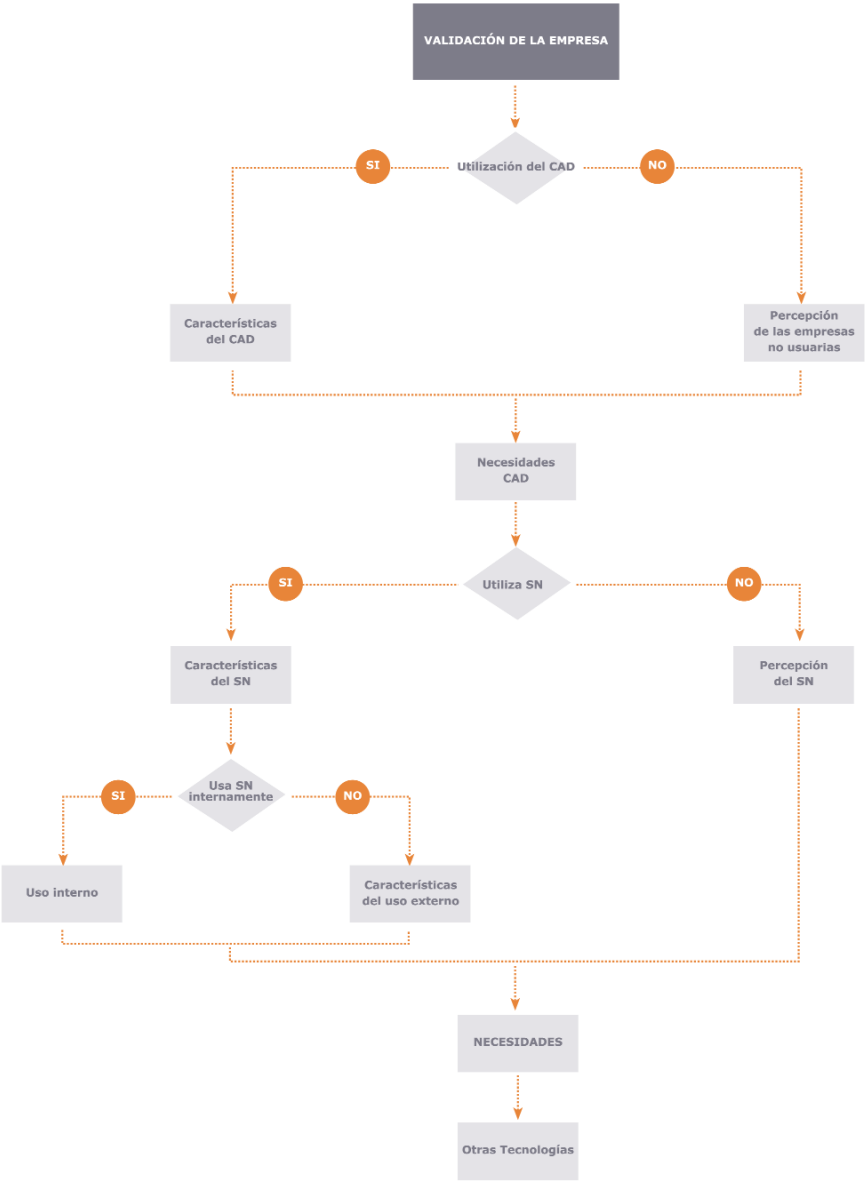 VALIDACIÓN DE LA EMPRESA
SI
Utilización del CAD
NO
Características
del CAD
Percepción
de las empresas
no usuarias
Necesidades
CAD
SI
Utiliza SN
NO
Características
del SN
Percepción
del SN
SI
Usa SN
internamente
NO
Uso interno
Características
del uso externo
NECESIDADES
Otras Tecnologías